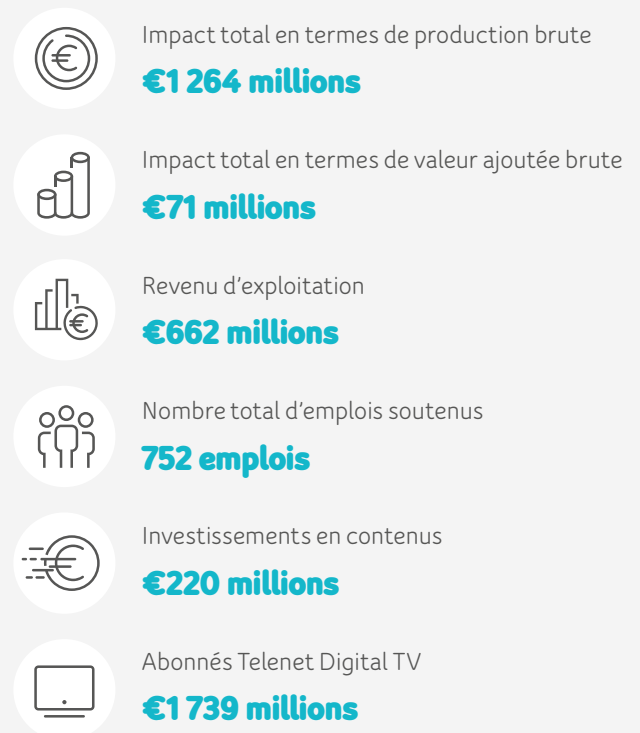 Impact total en termes de production brute
€1 264 millions
Impact total en termes de valeur ajoutée brute
€71 millions
Revenu d'exploitation
€662 millions
Nombre total d'emplois soutenus
752 emplois
Investissements en contenus
€220 millions
Abonnés Telenet Digital TV
€1 739 millions